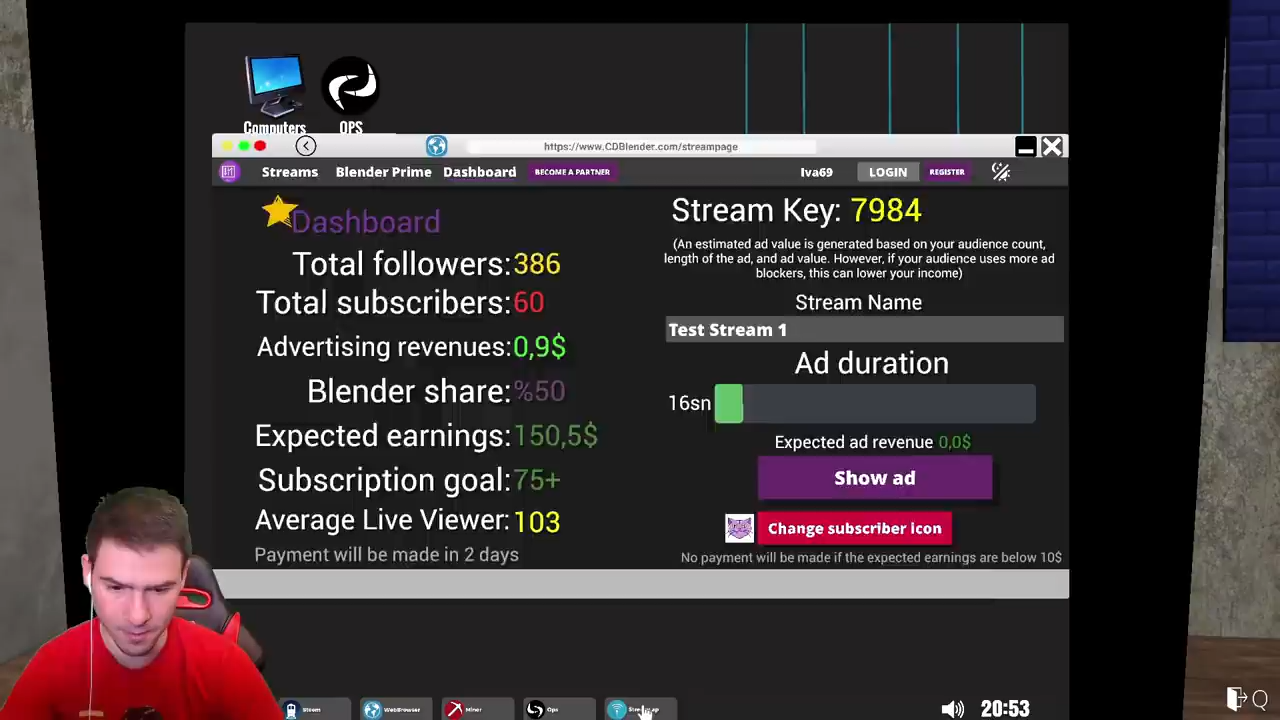 Computers
OPS
https://www.CDBlender.com/streampage
Streams
Blender Prime
Dashboard
BECOME A PARTNER
Iva69
LOGIN
REGISTER
Dashboard
Total followers:386
Total subscribers:60
Advertising revenues:0,9$
Blender share:%50
Expected earnings:150,5$
Subscription goal:75+
Average Live Viewer:103
Payment will be made in 2 days
Stream Key: 7984
(An estimated ad value is generated based on your audience count,
length of the ad, and ad value. However, if your audience uses more ad
blockers, this can lower your income)
Stream Name
Test Stream 1
Ad duration
16sn
Expected ad revenue 0,0$
Show ad
Change subscriber icon
No payment will be made if the expected earnings are below 10$
WebBrowser
Miner
Ops
20:53
Q